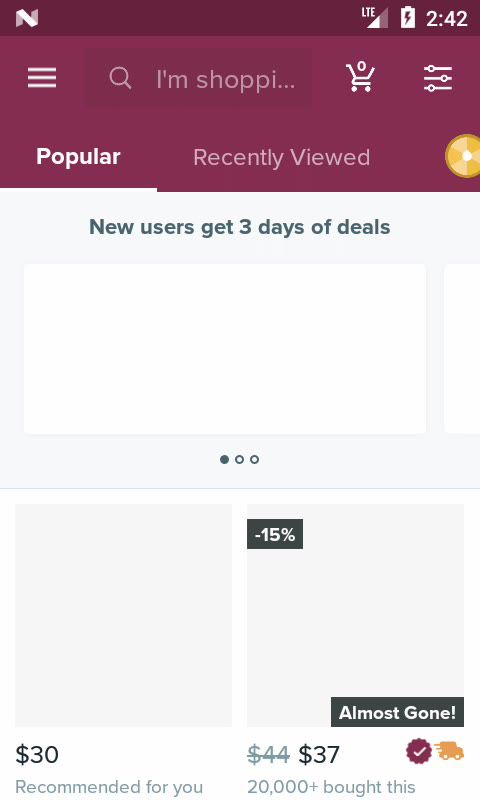 LTE 2:42
I'm shoppi... 0
Popular Recently Viewed
New users get 3 days of deals
-15%
Almost Gone!
$30 $44 $37
Recommended for you 20,000+ bought this